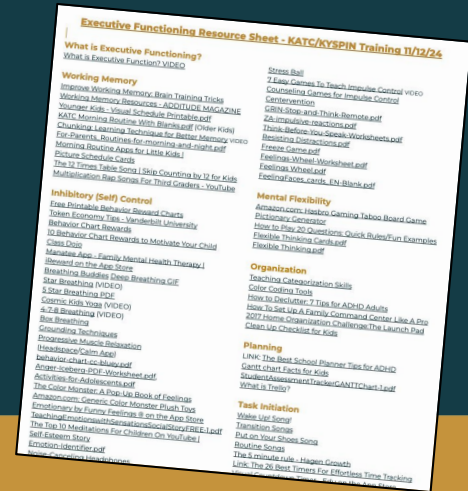 Executive Functioning Resource Sheet - KATC/KYSPIN Training 11/12/24
What is Executive Functioning?
What is Executive Function? VIDEO
Working Memory
Improve Working Memory: Brain Training Tricks
Working Memory Resources - ADDITUDE MAGAZINE
Younger Kids - Visual Schedule Printable.pdf
KATC Morning Routine With Blanks.pdf (Older Kids)
Chunking: Learning Technique for Better Memory VIDEO
For-Parents_Routines-for-morning-and-night.pdf
Morning Routine Apps for Little Kids |
Picture Schedule Cards
The 12 Times Table Song | Skip Counting by 12 for Kids
Multiplication Rap Songs For Third Graders - YouTube
Inhibitory (Self) Control
Free Printable Behavior Reward Charts
Token Economy Tips - Vanderbilt University
Behavior Chart Rewards
10 Behavior Chart Rewards to Motivate Your Child
Class Dojo
Manatee App - Family Mental Health Therapy |
iReward on the App Store
Breathing Buddies Deep Breathing GIF
Star Breathing (VIDEO)
5 Star Breathing PDF
Cosmic Kids Yoga (VIDEO)
4-7-8 Breathing (VIDEO)
Box Breathing
Grounding Techniques
Progressive Muscle Relaxation
(Headspace/Calm App)
behavior-chart-cc-bluey.pdf
Anger-Iceberg-PDF-Worksheet.pdf
Activities-for-Adolescents.pdf
The Color Monster: A Pop-Up Book of Feelings
Amazon.com: Generic Color Monster Plush Toys
Emotionary by Funny Feelings ® on the App Store
TeachingEmotionswithSensationsSocialStoryFREE-1.pdf
The Top 10 Meditations For Children On YouTube |
Self-Esteem Story
Emotion-Identifier.pdf
Noise-Canceling Headphones
Stress Ball
7 Easy Games To Teach Impulse Control VIDEO
Counseling Games for Impulse Control
Centervention
GRIN-Stop-and-Think-Remote.pdf
ZA-impulsive-reactions.pdf
Think-Before-You-Speak-Worksheets.pdf
Resisting Distractions.pdf
Freeze Game.pdf
Feelings-Wheel-Worksheet.pdf
Feelings Wheel.pdf
FeelingFaces_cards_EN-Blank.pdf
Mental Flexibility
Amazon.com: Hasbro Gaming Taboo Board Game
Pictionary Generator
How to Play 20 Questions: Quick Rules/Fun Examples
Flexible Thinking Cards.pdf
Flexible Thinking.pdf
Organization
Teaching Categorization Skills
Color Coding Tools
How to Declutter: 7 Tips for ADHD Adults
How To Set Up A Family Command Center Like A Pro
2017 Home Organization Challenge:The Launch Pad
Clean Up Checklist for Kids
Planning
LINK: The Best School Planner Tips for ADHD
Gantt chart Facts for Kids
StudentAssessmentTrackerGANTTChart-1.pdf
What is Trello?
Task Initiation
Wake Up! Song!
Transition Songs
Put on Your Shoes Song
Routine Songs
The 5 minute rule - Hagen Growth
Link: The 26 Best Timers For Effortless Time Tracking